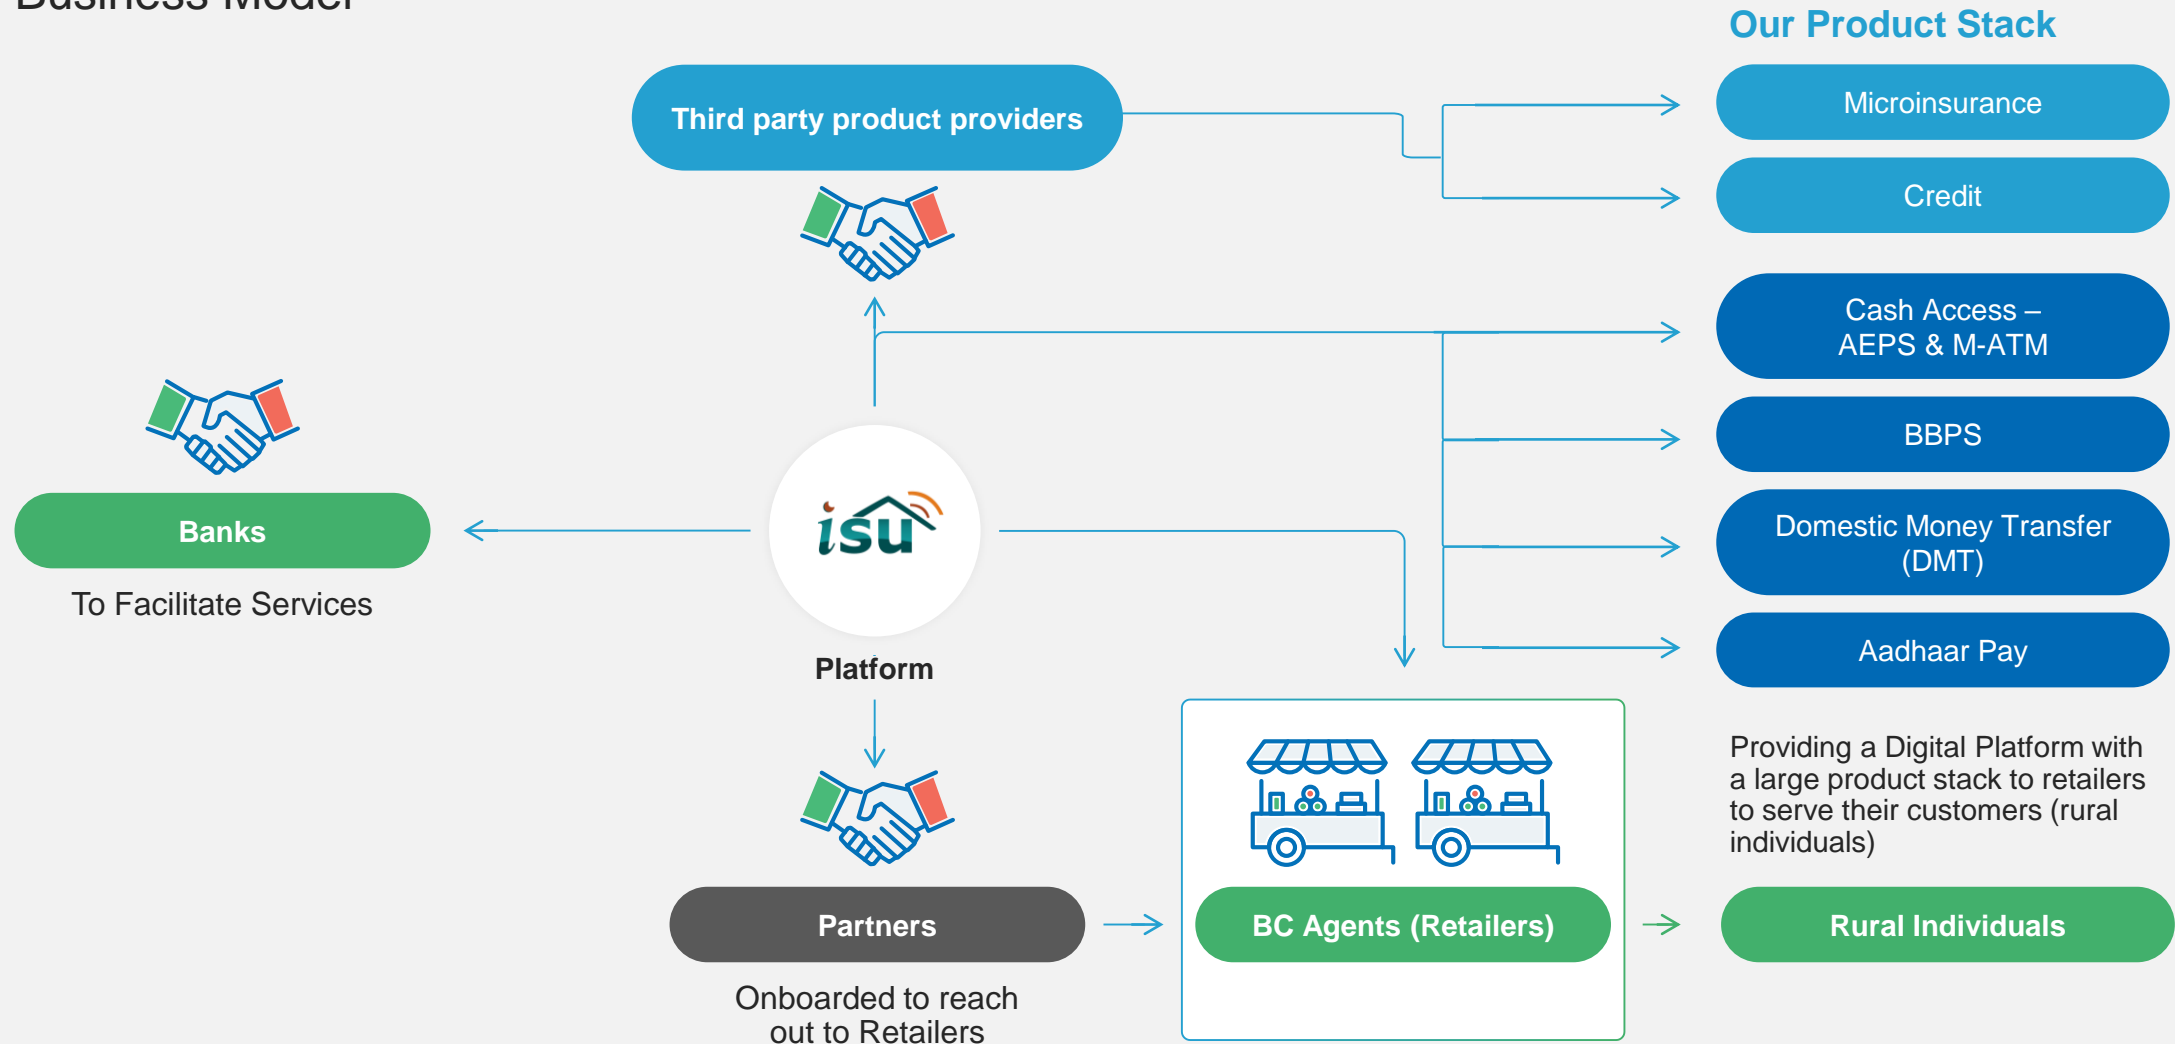 Business Model
Our Product Stack
Third party product providers
Microinsurance
Credit
Cash Access –
AEPS & M-ATM
BBPS
Domestic Money Transfer
(DMT)
Aadhaar Pay
Banks
To Facilitate Services
isu
Platform
Providing a Digital Platform with
a large product stack to retailers
to serve their customers (rural
individuals)
Partners
BC Agents (Retailers)
Rural Individuals
Onboarded to reach
out to Retailers